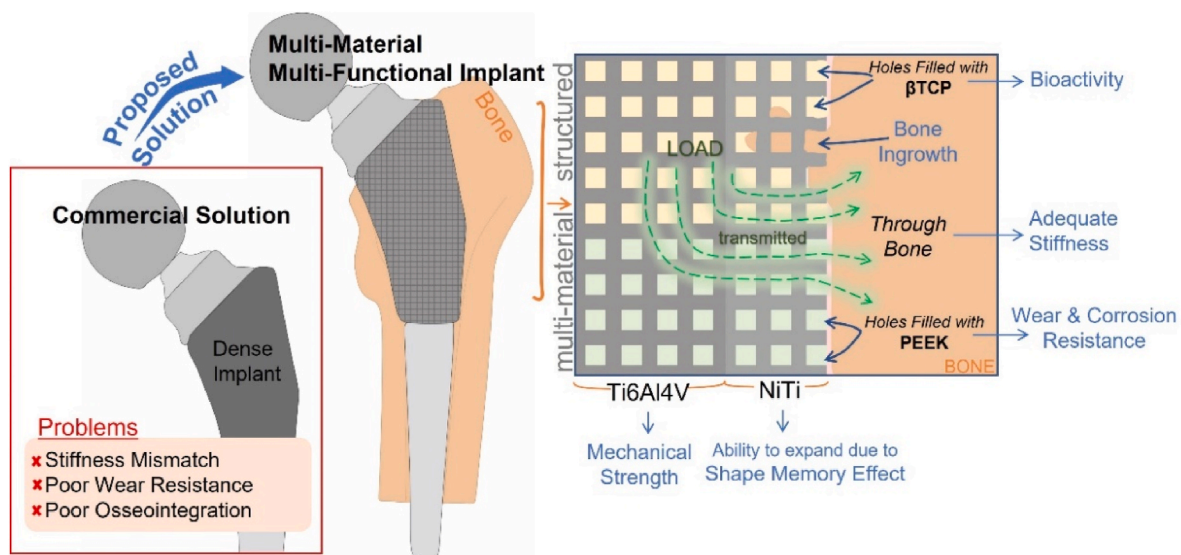 Proposed
Solution
Commercial Solution
Dense
Implant
Problems
✘ Stiffness Mismatch
✘ Poor Wear Resistance
✘ Poor Osseointegration
Multi-Material
Multi-Functional Implant
Bone
multi-material structured
LOAD
transmitted
Holes Filled with
βTCP
Bioactivity
Bone
Ingrowth
Through
Bone
Adequate
Stiffness
Holes Filled with
PEEK
Wear & Corrosion
Resistance
BONE
Ti6Al4V
NiTi
Mechanical
Strength
Ability to expand due to
Shape Memory Effect